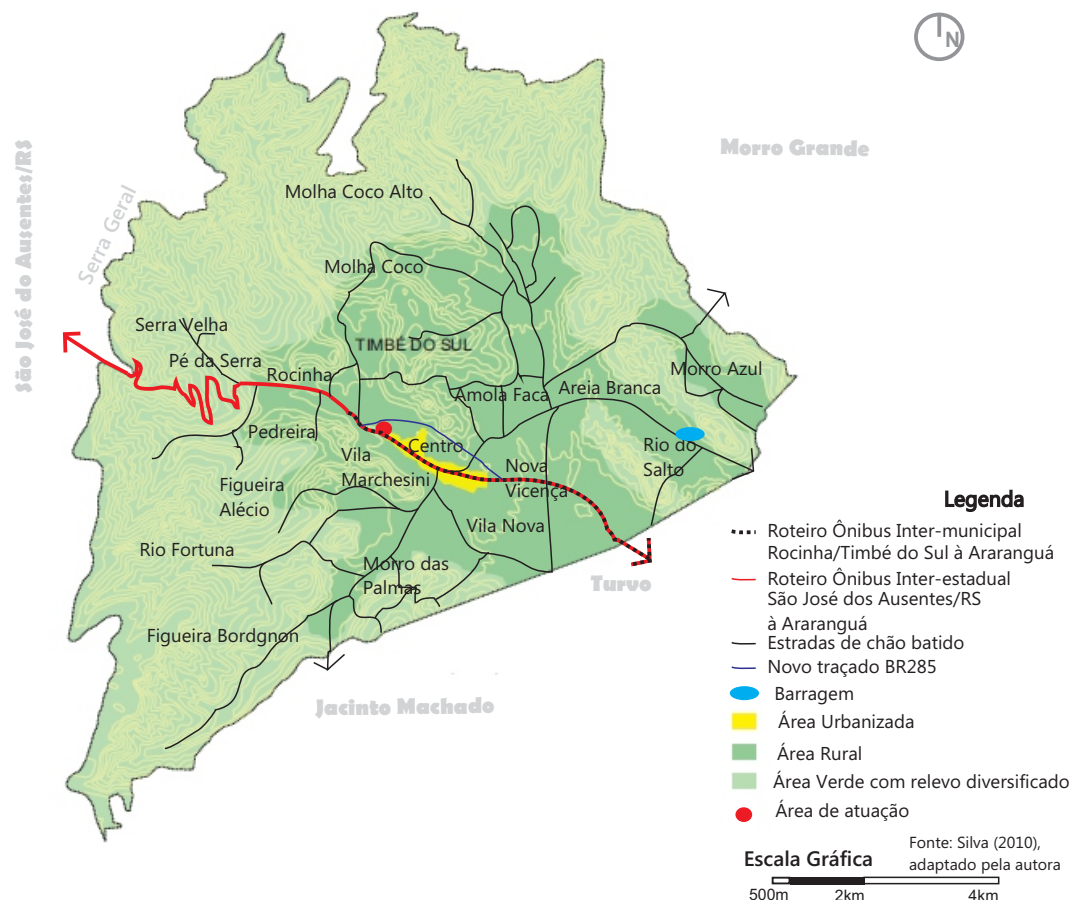 N
Morro Grande
São José do Ausentes/RS
Serra Geral
Molha Coco Alto
Molha Coco
Serra Velha
TIMBÉ DO SUL
Pé da Serra
Rocinha
Morro Azul
Amola Faca
Areia Branca
Pedreira
Centro
Rio do
Salto
Vila
Marchesini
Nova
Vicença
Figueira
Alécio
Vila Nova
Rio Fortuna
Morro das
Palmas
Turvo
Figueira Bordgnon
Jacinto Machado
Legenda
Roteiro Ônibus Inter-municipal
Rocinha/Timbé do Sul à Araranguá
Roteiro Ônibus Inter-estadual
São José dos Ausentes/RS
à Araranguá
Estradas de chão batido
Novo traçado BR285
Barragem
Área Urbanizada
Área Rural
Área Verde com relevo diversificado
Área de atuação
Escala Gráfica
Fonte: Silva (2010),
adaptado pela autora
500m 2km 4km